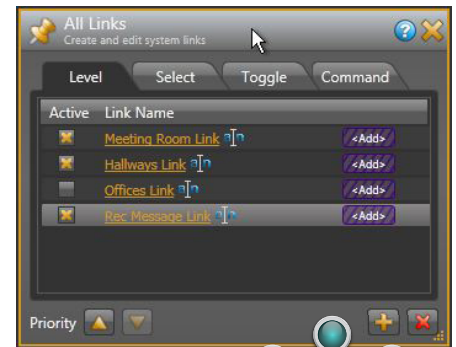 All Links
Create and edit system links
Level Select Toggle Command
Active Link Name
Meeting Room Link <Add>
Hallways Link <Add>
Offices Link <Add>
Rec Message Link <Add>
Priority